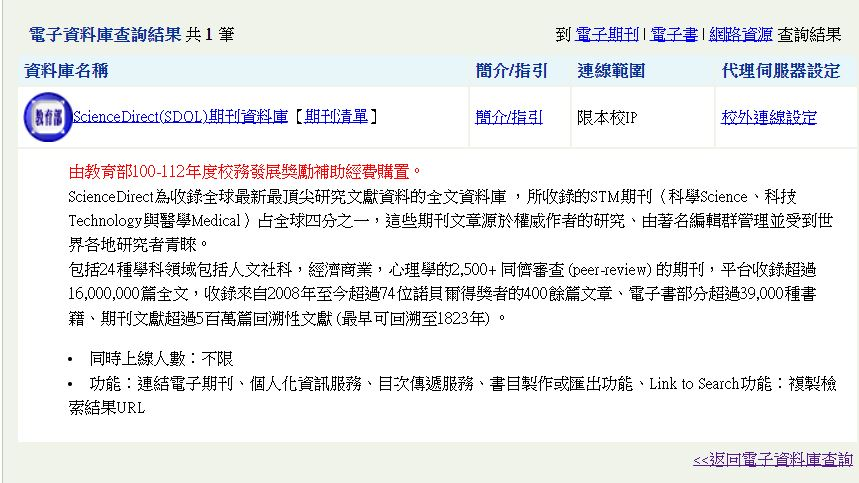 電子資料庫查詢結果 共 1 筆 到 電子期刊 | 電子書 | 網路資源 查詢結果
資料庫名稱 簡介/指引 連線範圍 代理伺服器設定
教育部 ScienceDirect(SDOL)期刊資料庫【期刊清單】 簡介/指引 限本校IP 校外連線設定
由教育部100-112年度校務發展獎勵補助經費購置。
ScienceDirect為收錄全球最新最頂尖研究文獻資料的全文資料庫 ，所收錄的STM期刊（科學Science、科技
Technology與醫學Medical）占全球四分之一，這些期刊文章源於權威作者的研究、由著名編輯群管理並受到世
界各地研究者青睞。
包括24種學科領域包括人文社科，經濟商業，心理學的2,500+ 同儕審查 (peer-review) 的期刊，平台收錄超過
16,000,000篇全文，收錄來自2008年至今超過74位諾貝爾得獎者的400餘篇文章、電子書部分超過39,000種書
籍、期刊文獻超過5百萬篇回溯性文獻 (最早可回溯至1823年) 。
• 同時上線人數：不限
• 功能：連結電子期刊、個人化資訊服務、目次傳遞服務、書目製作或匯出功能、Link to Search功能：複製檢
索結果URL
<<返回電子資料庫查詢